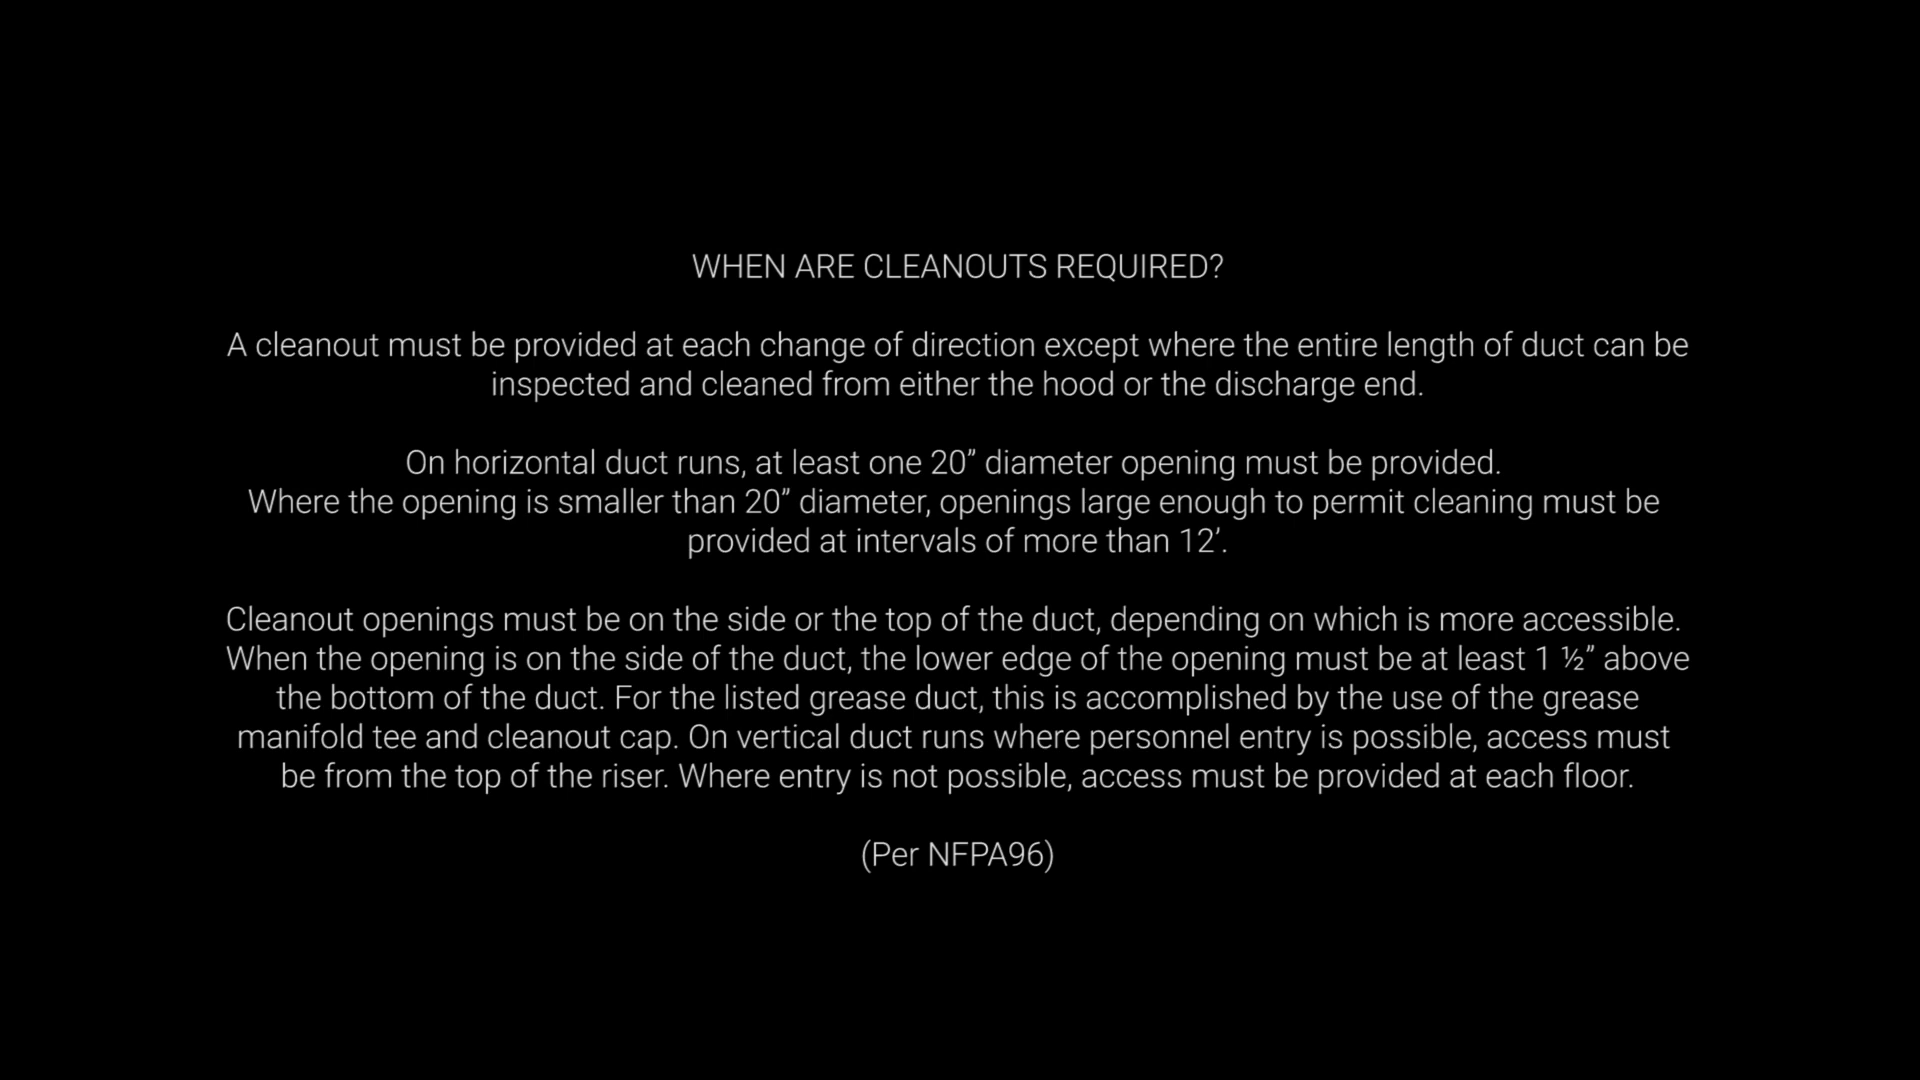 WHEN ARE CLEANOUTS REQUIRED?
A cleanout must be provided at each change of direction except where the entire length of duct can be
inspected and cleaned from either the hood or the discharge end.
On horizontal duct runs, at least one 20” diameter opening must be provided.
Where the opening is smaller than 20” diameter, openings large enough to permit cleaning must be
provided at intervals of more than 12’.
Cleanout openings must be on the side or the top of the duct, depending on which is more accessible.
When the opening is on the side of the duct, the lower edge of the opening must be at least 1 ½” above
the bottom of the duct. For the listed grease duct, this is accomplished by the use of the grease
manifold tee and cleanout cap. On vertical duct runs where personnel entry is possible, access must
be from the top of the riser. Where entry is not possible, access must be provided at each floor.
(Per NFPA96)